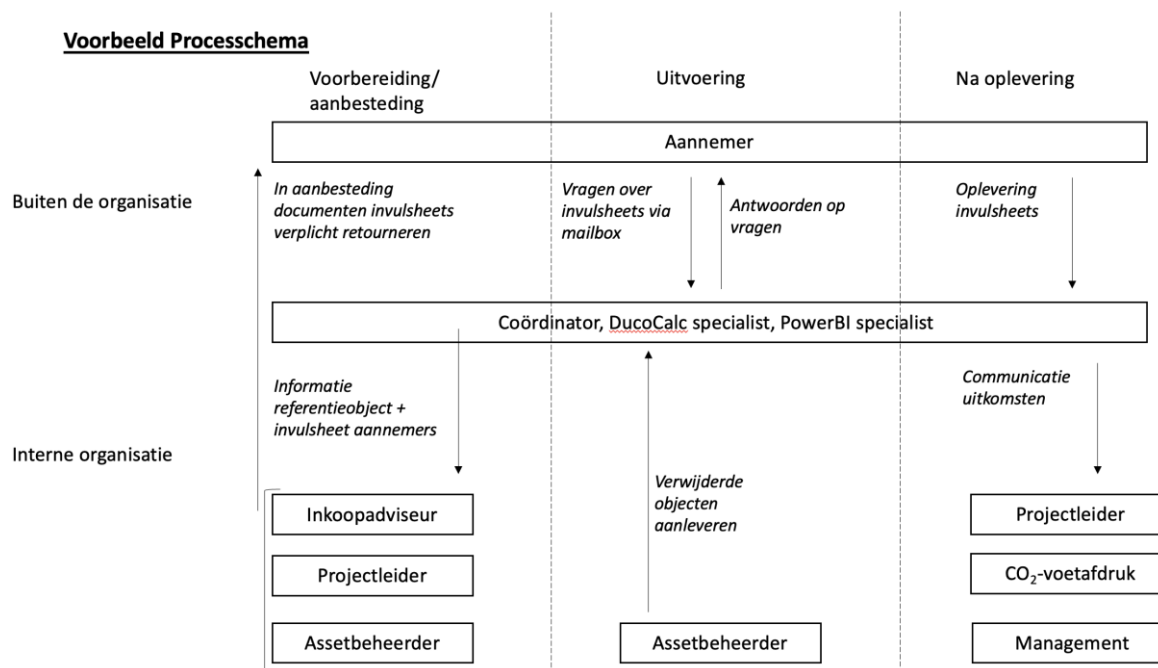 Voorbeeld Processchema
Voorbereiding/
aanbesteding
Uitvoering
Na oplevering
Aannemer
Buiten de organisatie
In aanbesteding
documenten invulsheets
verplicht retourneren
Vragen over
invulsheets via
mailbox
Antwoorden op
vragen
Oplevering
invulsheets
Coördinator, DucoCalc specialist, PowerBI specialist
Informatie
referentieobject +
invulsheet aannemers
Communicatie
uitkomsten
Interne organisatie
Verwijderde
objecten
aanleveren
Inkoopadviseur
Projectleider
Projectleider
CO₂-voetafdruk
Assetbeheerder
Assetbeheerder
Management